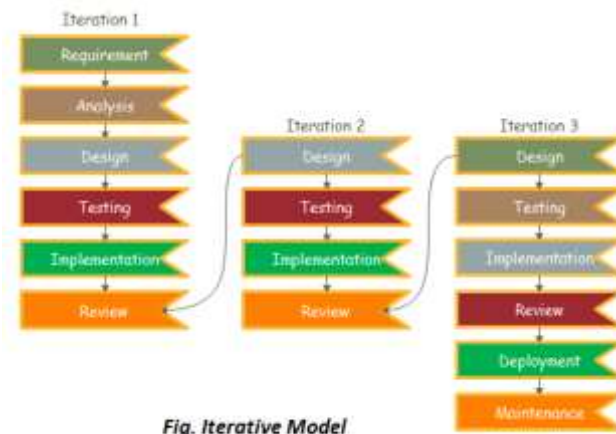 Iteration 1
Requirement
Analysis
Design
Testing
Implementation
Review
Iteration 2
Design
Testing
Implementation
Review
Iteration 3
Design
Testing
Implementation
Review
Deployment
Maintenance
Fig. Iterative Model